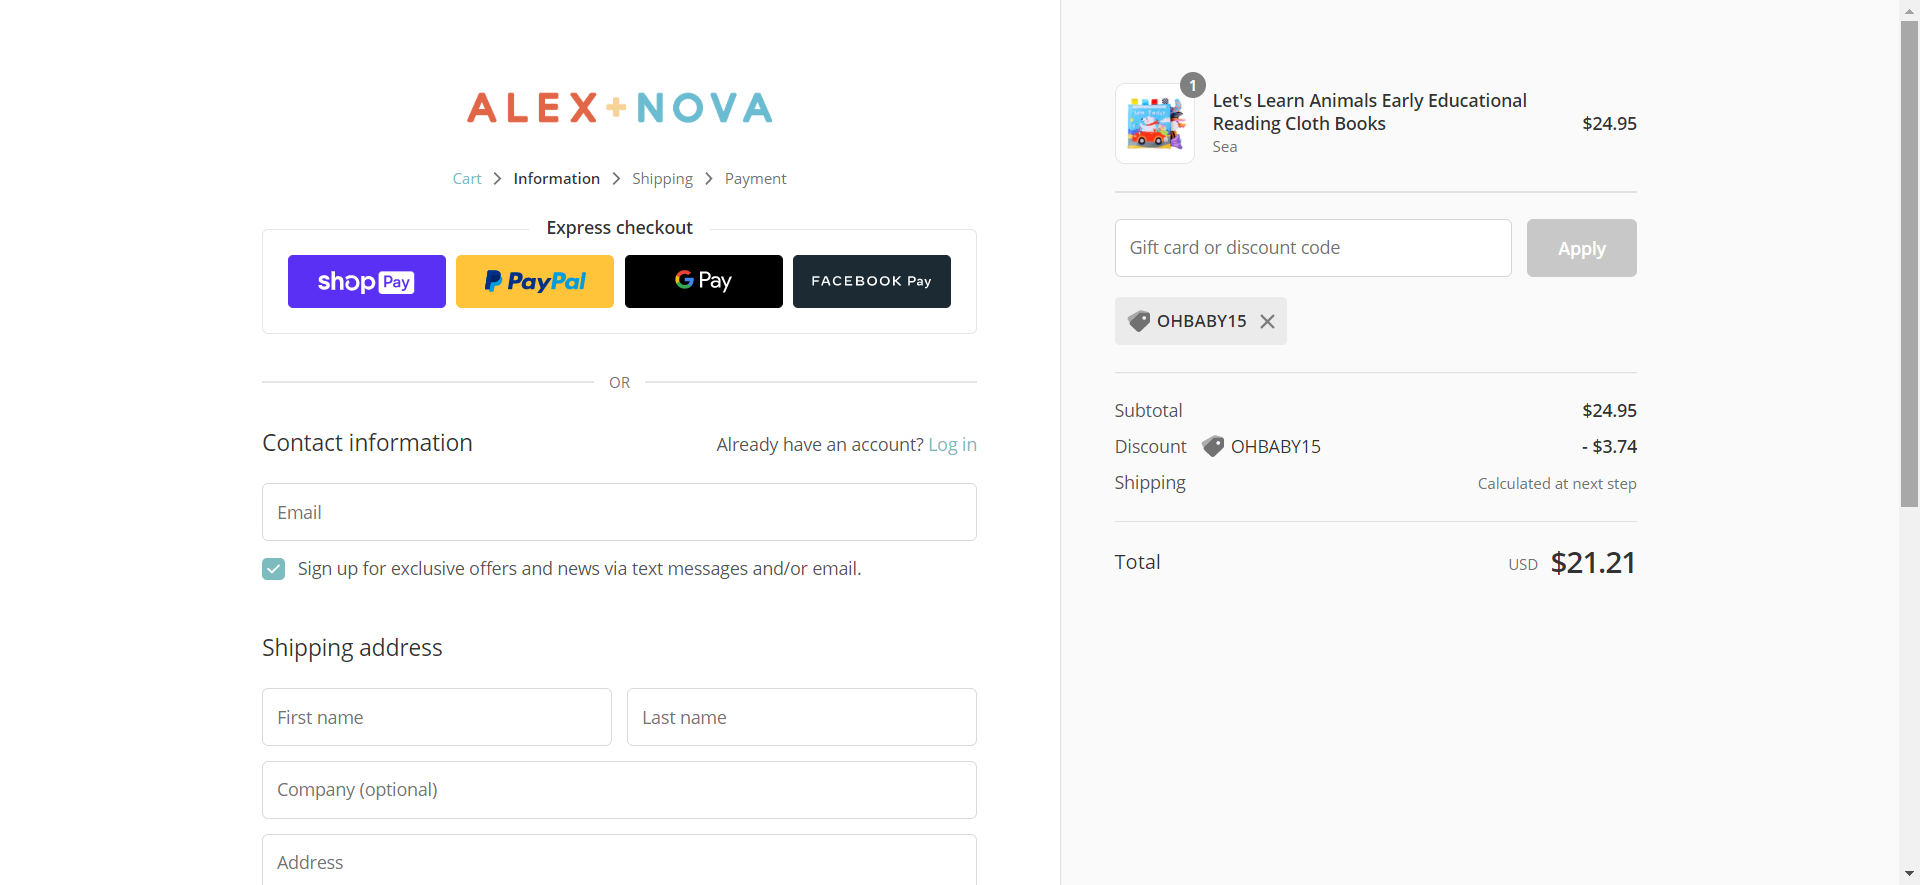 ALEX+NOVA
Cart > Information > Shipping > Payment
Express checkout
shop Pay
PayPal
G Pay
FACEBOOK Pay
OR
Contact information
Already have an account? Log in
Email
Sign up for exclusive offers and news via text messages and/or email.
Shipping address
First name
Last name
Company (optional)
Address
1
Let's Learn Animals Early Educational
Reading Cloth Books
$24.95
Sea
Gift card or discount code
Apply
OHBABY15
Subtotal $24.95
Discount OHBABY15 - $3.74
Shipping Calculated at next step
Total USD $21.21